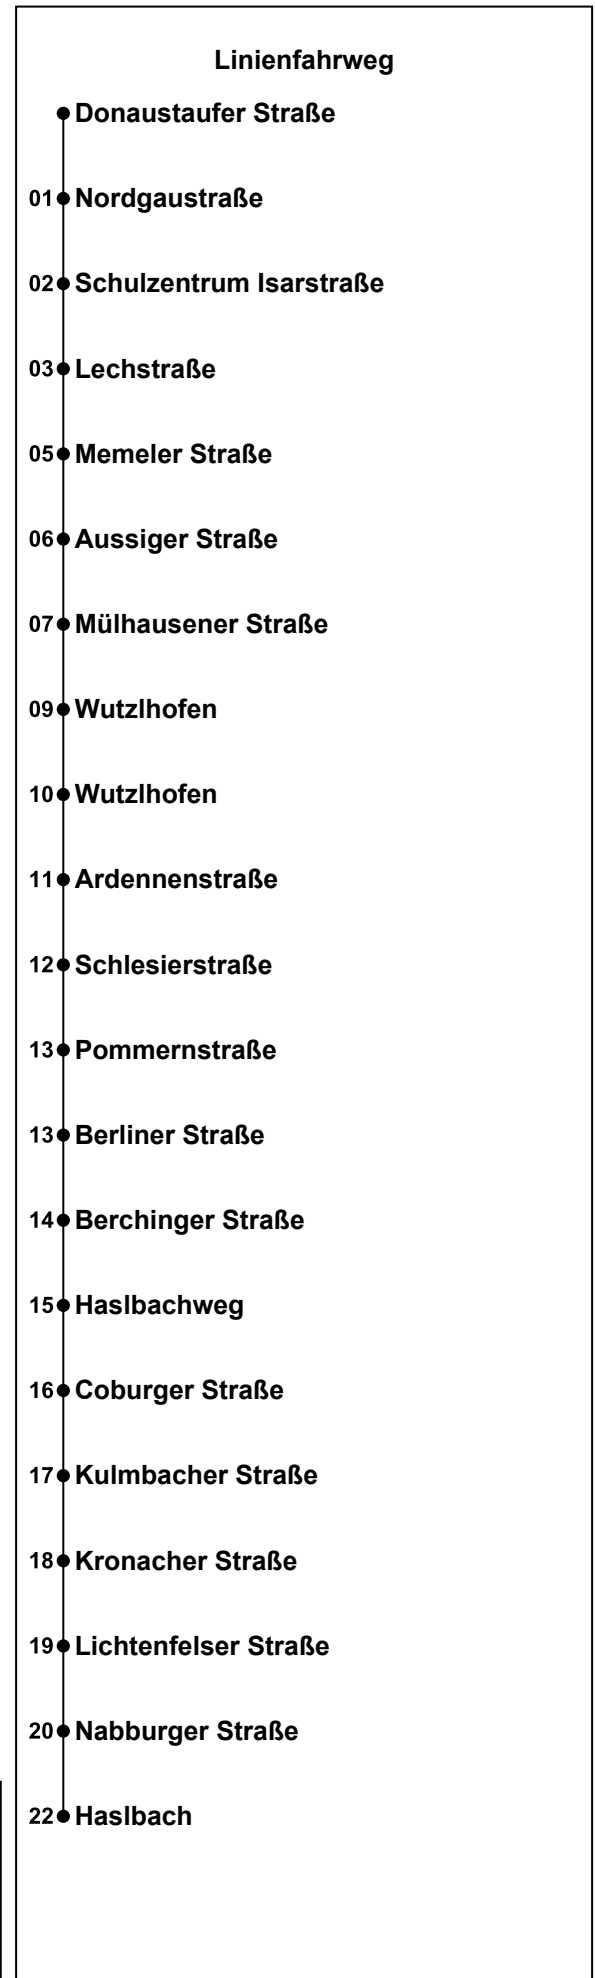 Linienfahrweg
Donaustaufer Straße
01 Nordgaustraße
02 Schulzentrum Isarstraße
03 Lechstraße
05 Memeler Straße
06 Aussiger Straße
07 Mülhausener Straße
09 Wutzlhofen
10 Wutzlhofen
11 Ardennenstraße
12 Schlesierstraße
13 Pommernstraße
13 Berliner Straße
14 Berchinger Straße
15 Haslbachweg
16 Coburger Straße
17 Kulmbacher Straße
18 Kronacher Straße
19 Lichtenfelser Straße
20 Nabburger Straße
22 Haslbach